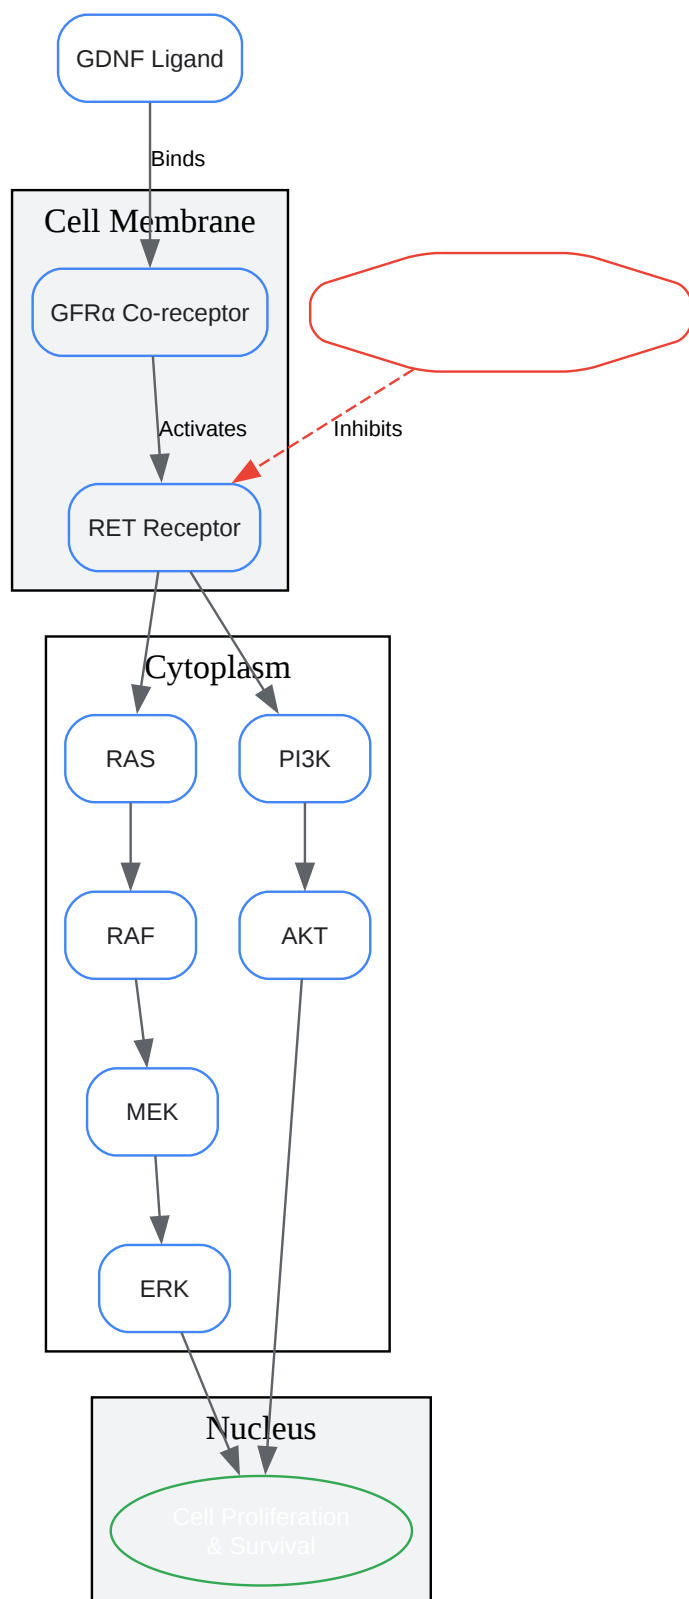 GDNF Ligand
Binds
Cell Membrane
GFRα Co-receptor
Activates
Inhibits
RET Receptor
Cytoplasm
RAS
PI3K
RAF
AKT
MEK
ERK
Nucleus
Cell Proliferation
& Survival